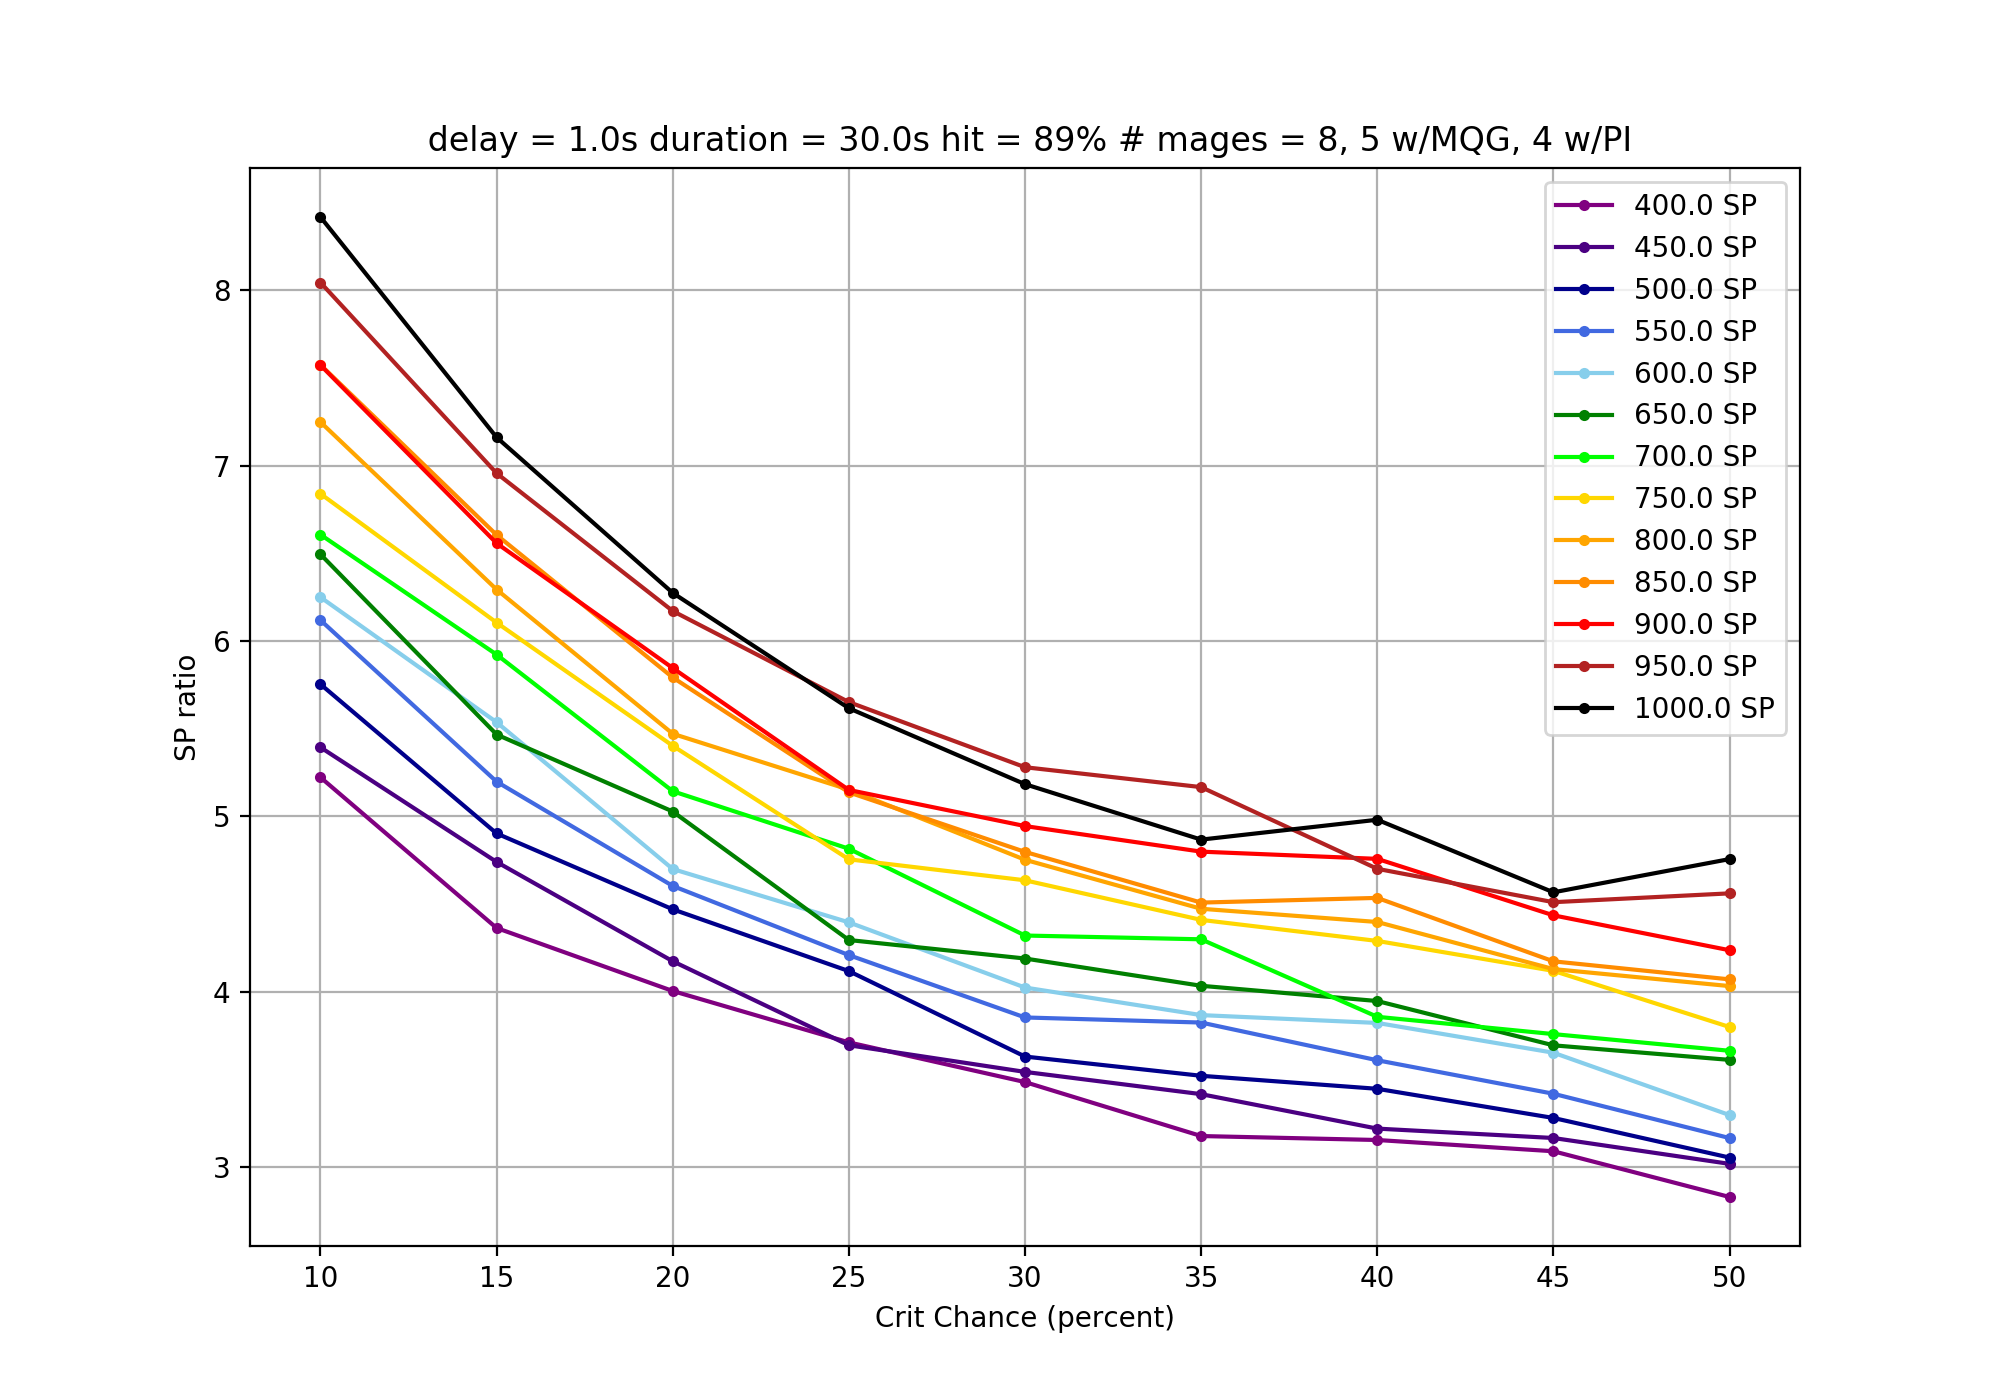 delay = 1.0s duration = 30.0s hit = 89% # mages = 8, 5 w/MQG, 4 w/PI
400.0 SP
450.0 SP
500.0 SP
550.0 SP
600.0 SP
650.0 SP
700.0 SP
750.0 SP
800.0 SP
850.0 SP
900.0 SP
950.0 SP
1000.0 SP
SP ratio
8
7
6
5
4
3
10 15 20 25 30 35 40 45 50
Crit Chance (percent)